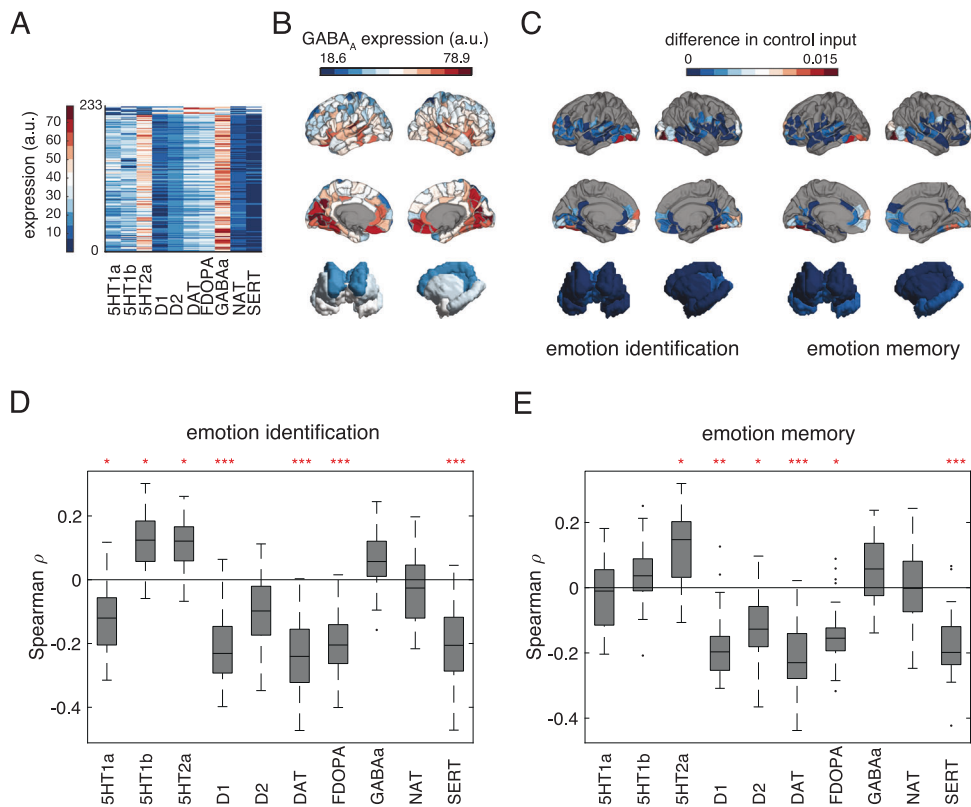 A
B
C
GABAA expression (a.u.)
18.6 78.9
difference in control input
0 0.015
expression (a.u.)
70
60
50
40
30
20
10
233
0
5HT1a
5HT1b
5HT2a
D1
D2
DAT
FDOPA
GABAa
NAT
SERT
emotion identification
emotion memory
D
emotion identification
* * * *** *** *** ***
Spearman ρ
0.2
0
-0.2
-0.4
5HT1a
5HT1b
5HT2a
D1
D2
DAT
FDOPA
GABAa
NAT
SERT
E
emotion memory
* ** * *** * ***
Spearman ρ
0.2
0
-0.2
-0.4
5HT1a
5HT1b
5HT2a
D1
D2
DAT
FDOPA
GABAa
NAT
SERT